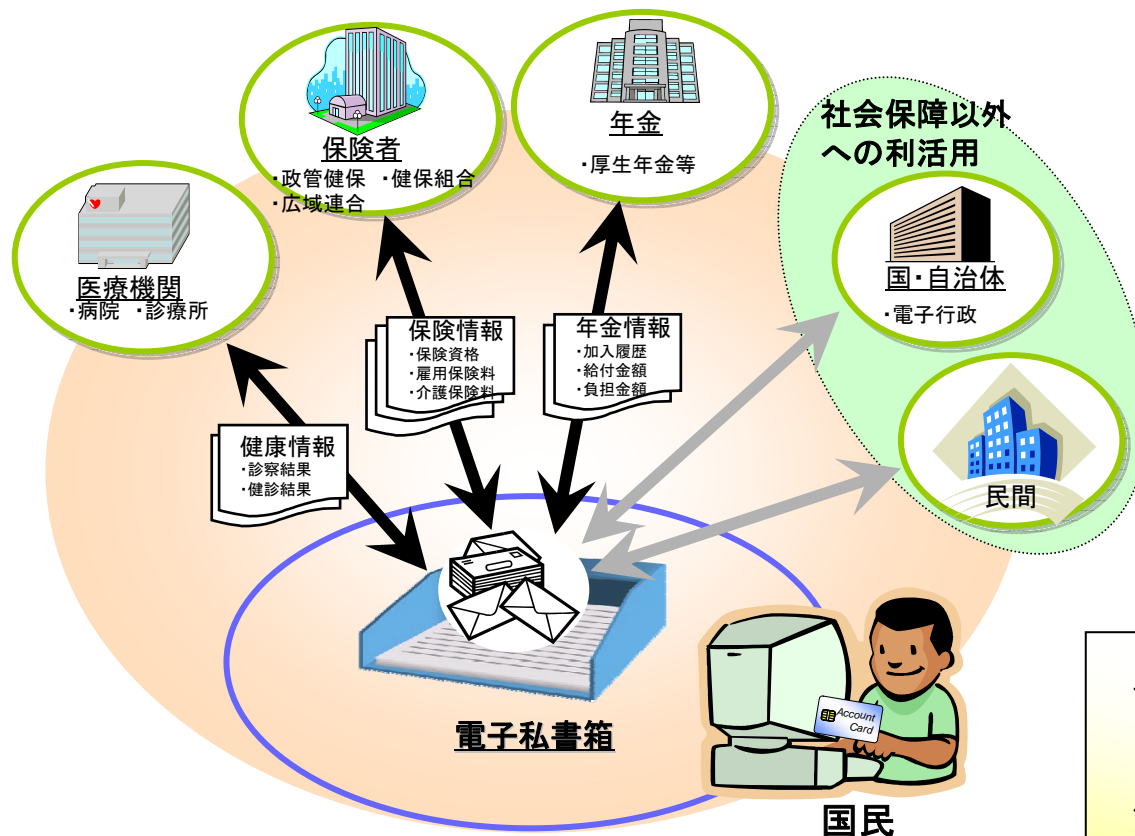 保険者
・政管健保 ・健保組合
・広域連合
年金
・厚生年金等
社会保障以外
への利活用
医療機関
・病院 ・診療所
国・自治体
・電子行政
民間
保険情報
・保険資格
・雇用保険料
・介護保険料
年金情報
・加入履歴
・給付金額
・負担金額
健康情報
・診察結果
・健診結果
電子私書箱
Account
Card
国民